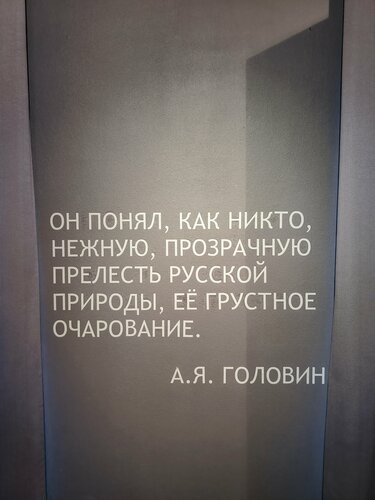 ОН ПОНЯЛ, КАК НИКТО,
НЕЖНУЮ, ПРОЗРАЧНУЮ
ПРЕЛЕСТЬ РУССКОЙ
ПРИРОДЫ, ЕЁ ГРУСТНОЕ
ОЧАРОВАНИЕ.
А.Я. ГОЛОВИН